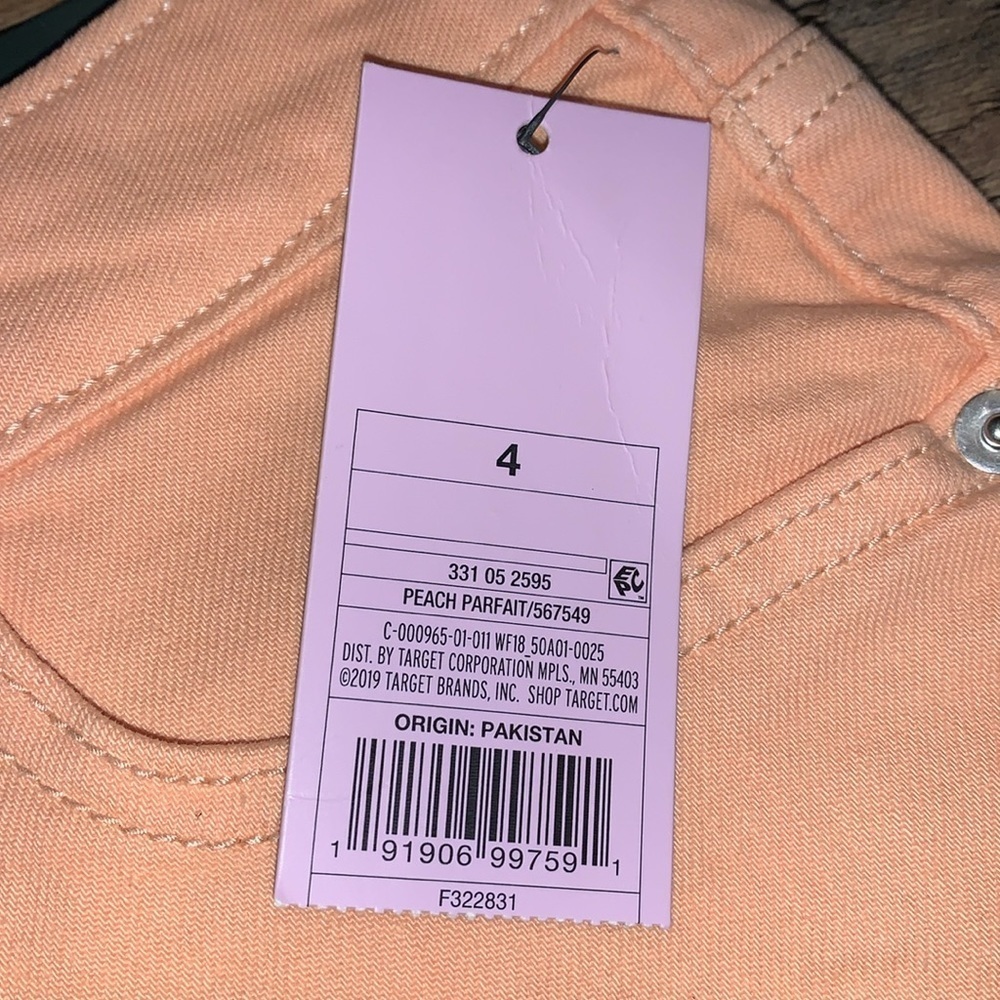 4
331 05 2595
EPC™
PEACH PARFAIT/567549
C-000965-01-011 WF18_50A01-0025
DIST. BY TARGET CORPORATION MPLS., MN 55403
©2019 TARGET BRANDS, INC. SHOP TARGET.COM
ORIGIN: PAKISTAN
1 91906 99759 1
F322831